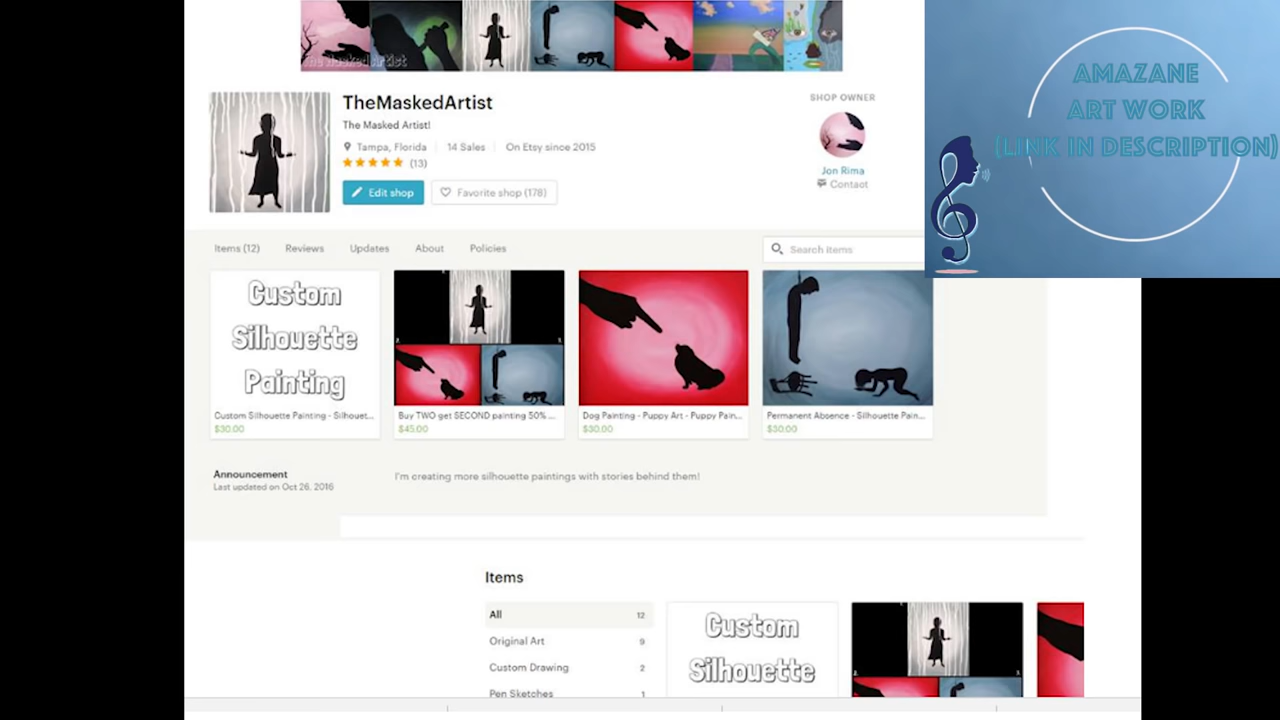 The Masked Artist
AMAZANE
ART WORK
(LINK IN DESCRIPTION)
TheMaskedArtist
The Masked Artist!
Tampa, Florida
14 Sales
On Etsy since 2015
(13)
Edit shop
Favorite shop (178)
SHOP OWNER
Jon Rima
Contact
Items (12)
Reviews
Updates
About
Policies
Search items
Custom
Silhouette
Painting
Custom Silhouette Painting - Silhouet...
$30.00
Buy TWO get SECOND painting 50% ...
$45.00
Dog Painting - Puppy Art - Puppy Pain...
$30.00
Permanent Absence - Silhouette Pain...
$30.00
Announcement
Last updated on Oct 26, 2016
I'm creating more silhouette paintings with stories behind them!
Items
All 12
Original Art 9
Custom Drawing 2
Pen Sketches 1
Custom
Silhouette